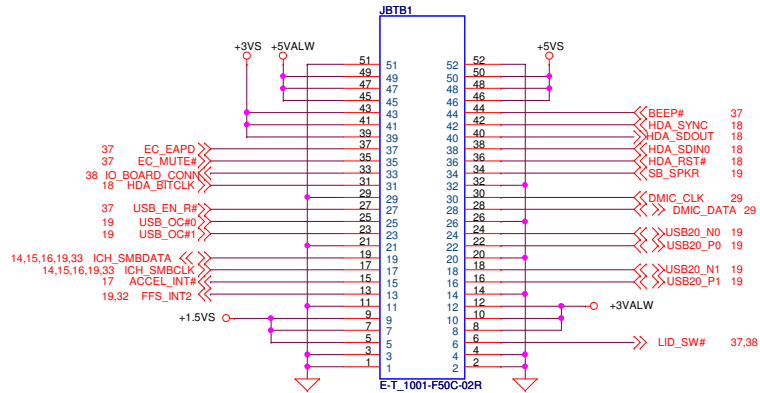 JBTB1
+3VS +5VALW +5VS
51 51 52 52
49 49 50 50
47 47 48 48
45 45 46 46
43 43 44 44 BEEP# 37
41 41 42 42 HDA_SYNC 18
39 39 40 40 HDA_SDOUT 18
37 EC_EAPD 37 37 38 38 HDA_SDIN0 18
37 EC_MUTE# 35 35 36 36 HDA_RST# 18
38 IO_BOARD_CONN 33 33 34 34 SB_SPKR 19
18 HDA_BITCLK 31 31 32 32
29 29 30 30 DMIC_CLK 29
37 USB_EN_R# 27 27 28 28 DMIC_DATA 29
19 USB_OC#0 25 25 26 26
19 USB_OC#1 23 23 24 24 USB20_N0 19
21 21 22 22 USB20_P0 19
14,15,16,19,33 ICH_SMBDATA 19 19 20 20
14,15,16,19,33 ICH_SMBCLK 17 17 18 18 USB20_N1 19
17 ACCEL_INT# 15 15 16 16 USB20_P1 19
19,32 FFS_INT2 13 13 14 14
11 11 12 12 +3VALW
+1.5VS 9 9 10 10
7 7 8 8
5 5 6 6 LID_SW# 37,38
3 3 4 4
1 1 2 2
E-T_1001-F50C-02R